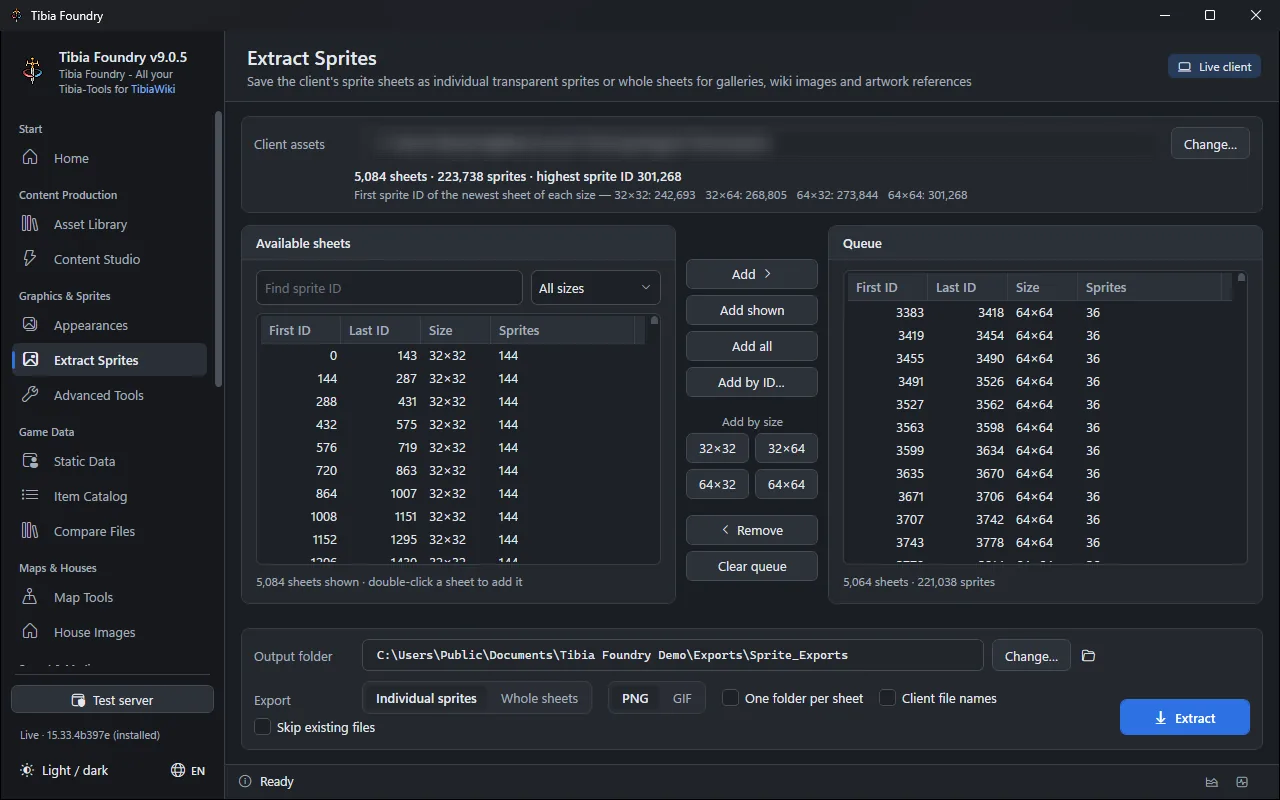 Tibia Foundry
Tibia Foundry v9.0.5
Tibia Foundry - All your
Tibia-Tools for TibiaWiki
Start
Home
Content Production
Asset Library
Content Studio
Graphics & Sprites
Appearances
Extract Sprites
Advanced Tools
Game Data
Static Data
Item Catalog
Compare Files
Maps & Houses
Map Tools
House Images
Test server
Live · 15.33.4b397e (installed)
Light / dark EN
Extract Sprites
Save the client's sprite sheets as individual transparent sprites or whole sheets for galleries, wiki images and artwork references
Live client
Client assets
Change...
5,084 sheets · 223,738 sprites · highest sprite ID 301,268
First sprite ID of the newest sheet of each size — 32×32: 242,693 32×64: 268,805 64×32: 273,844 64×64: 301,268
Available sheets
Find sprite ID All sizes
First ID Last ID Size Sprites
0 143 32×32 144
144 287 32×32 144
288 431 32×32 144
432 575 32×32 144
576 719 32×32 144
720 863 32×32 144
864 1007 32×32 144
1008 1151 32×32 144
1152 1295 32×32 144
5,084 sheets shown · double-click a sheet to add it
Add
Add shown
Add all
Add by ID...
Add by size
32×32 32×64
64×32 64×64
Remove
Clear queue
Queue
First ID Last ID Size Sprites
3383 3418 64×64 36
3419 3454 64×64 36
3455 3490 64×64 36
3491 3526 64×64 36
3527 3562 64×64 36
3563 3598 64×64 36
3599 3634 64×64 36
3635 3670 64×64 36
3671 3706 64×64 36
3707 3742 64×64 36
3743 3778 64×64 36
5,064 sheets · 221,038 sprites
Output folder C:\Users\Public\Documents\Tibia Foundry Demo\Exports\Sprite_Exports Change...
Export Individual sprites Whole sheets PNG GIF One folder per sheet Client file names
Skip existing files
Extract
Ready